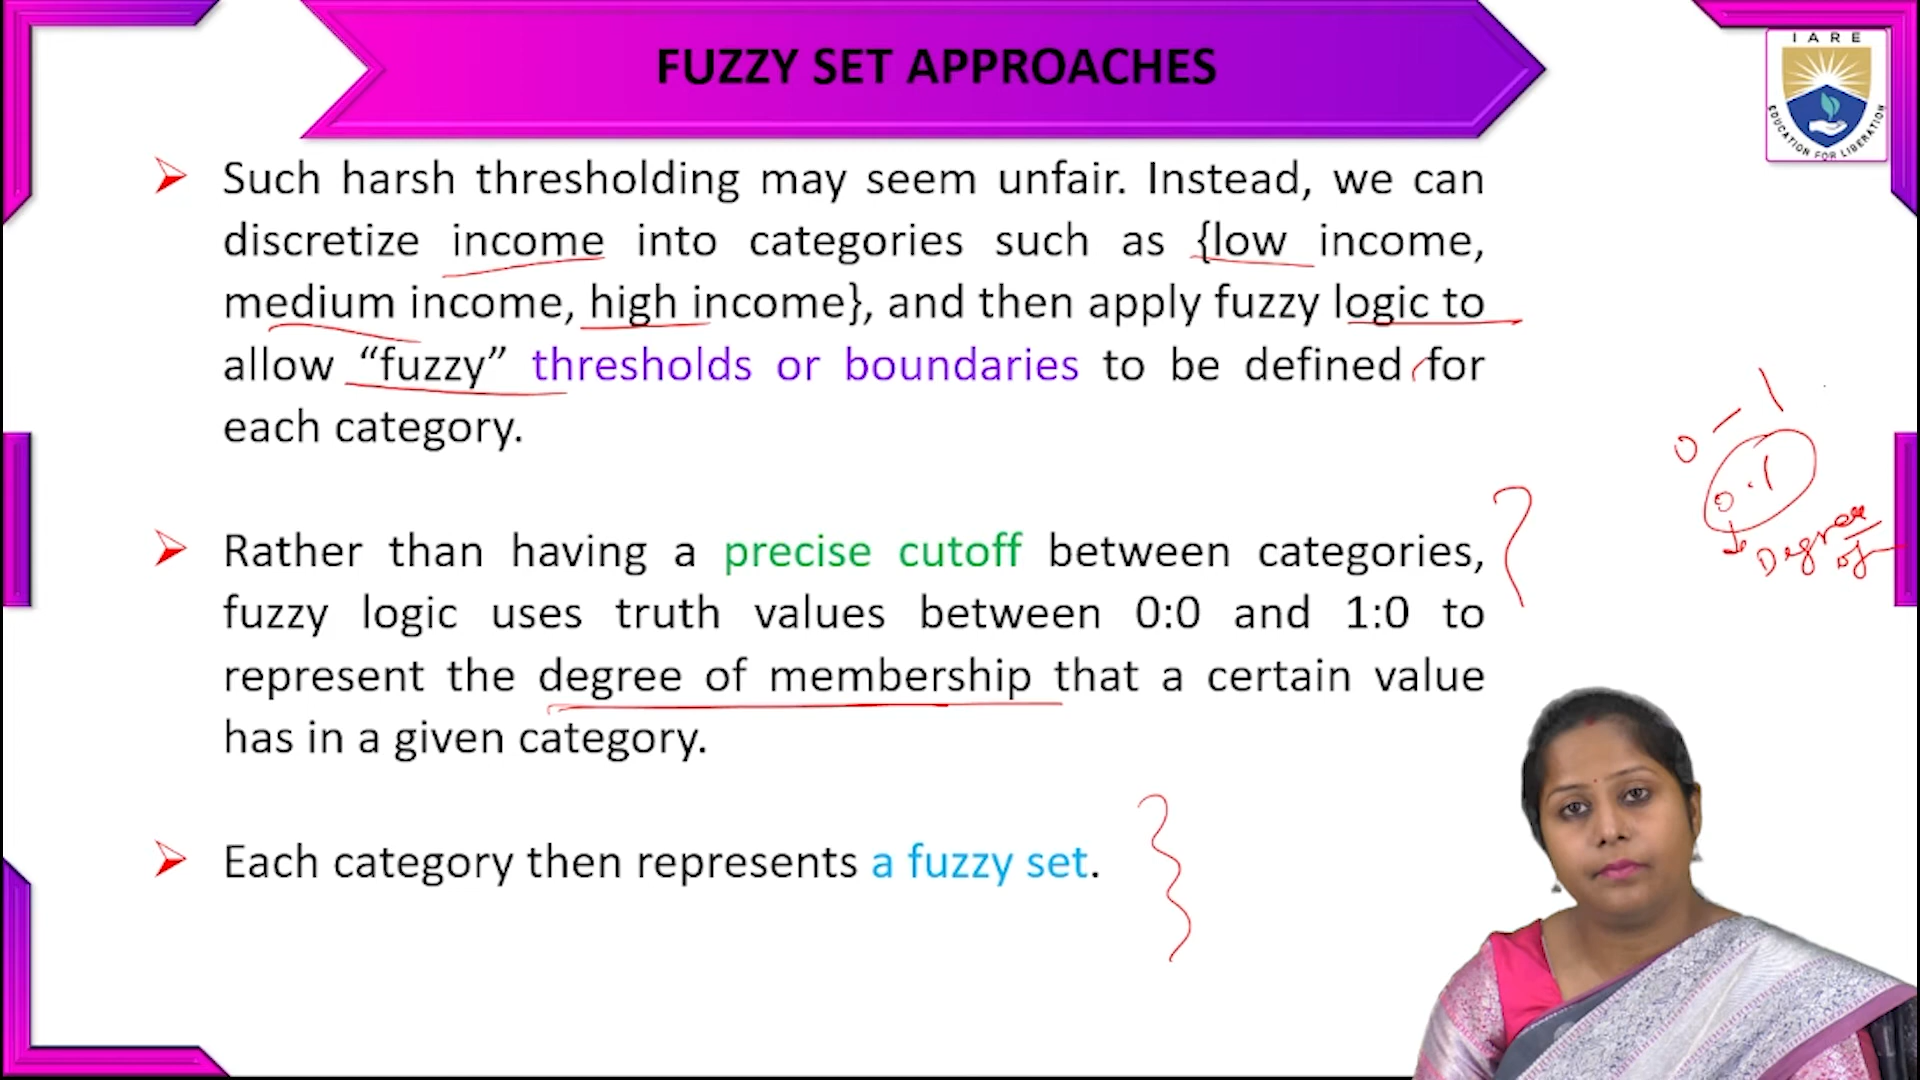 FUZZY SET APPROACHES
IARE
EDUCATION FOR LIBERATION
Such harsh thresholding may seem unfair. Instead, we can
discretize income into categories such as {low income,
medium income, high income}, and then apply fuzzy logic to
allow “fuzzy” thresholds or boundaries to be defined for
each category.
0 – 1
0.1
Degree
of
Rather than having a precise cutoff between categories,
fuzzy logic uses truth values between 0:0 and 1:0 to
represent the degree of membership that a certain value
has in a given category.
Each category then represents a fuzzy set.